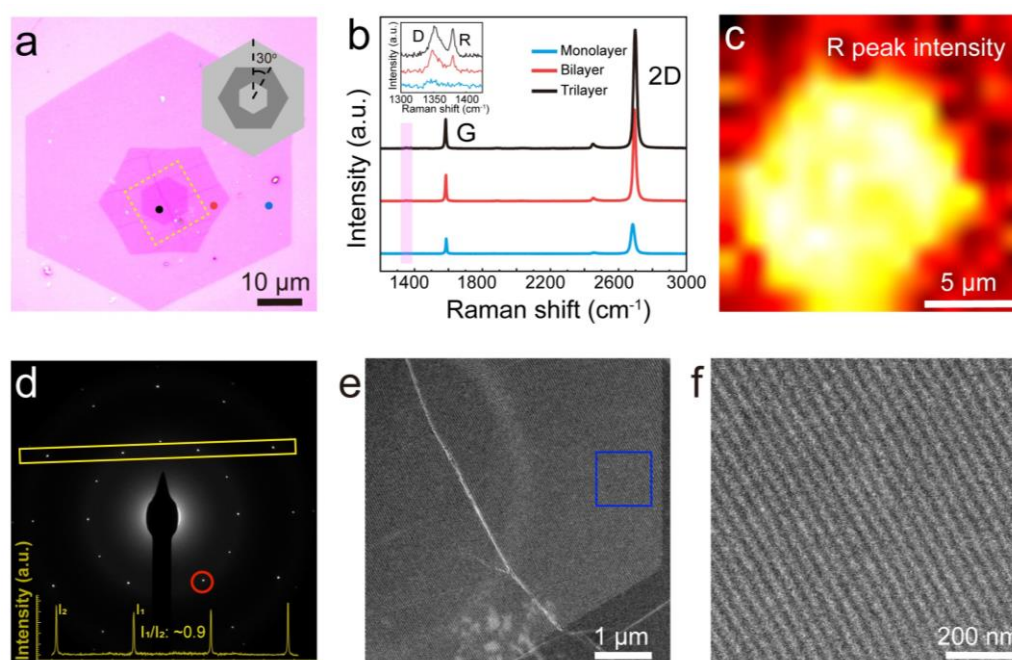 a
30°
10 µm
b
Intensity (a.u.)
D
R
1300
1350
1400
Raman shift (cm-1)
Monolayer
Bilayer
Trilayer
2D
G
Intensity (a.u.)
1400
1800
2200
2600
3000
Raman shift (cm-1)
c
R peak intensity
5 µm
d
Intensity (a.u.)
I₂
I₁
I₁/I₂: ~0.9
e
1 µm
f
200 nm